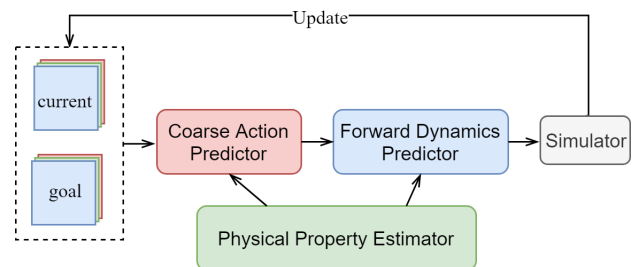 Update
current
goal
Coarse Action
Predictor
Forward Dynamics
Predictor
Simulator
Physical Property Estimator